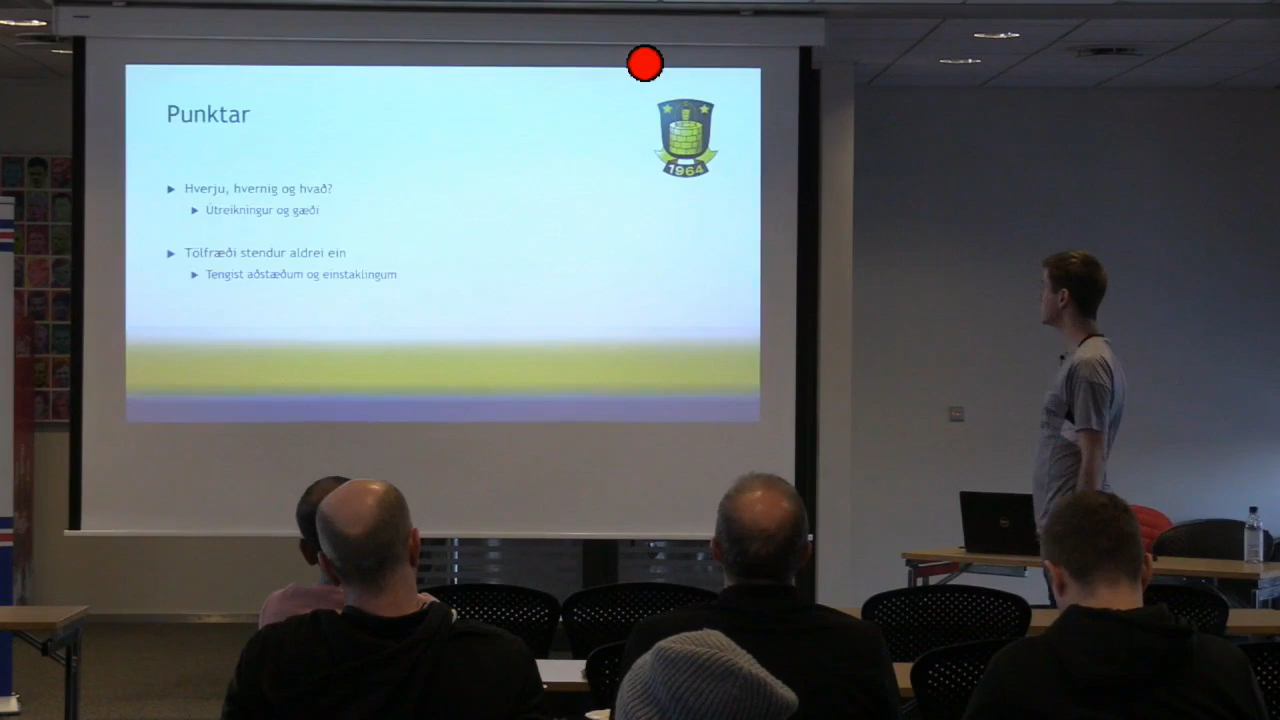 Punktar
1964
Hverju, hvernig og hvað?
Útreikningur og gæði
Tölfræði stendur aldrei ein
Tengist aðstæðum og einstaklingum